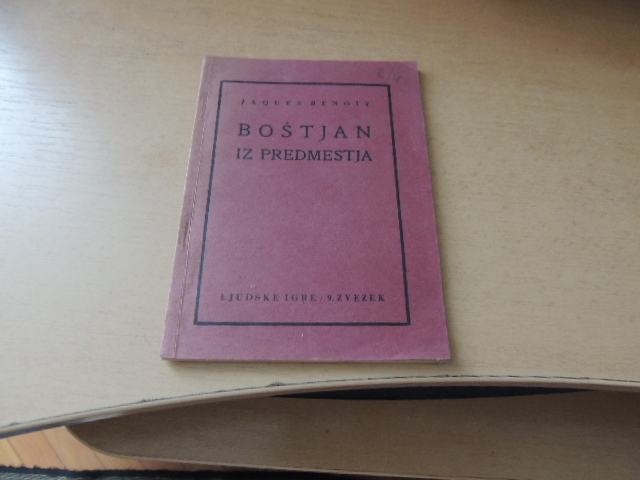 JAQUES BENOIT
BOŠTJAN
IZ PREDMESTJA
LJUDSKE IGRE / 9. ZVEZEK